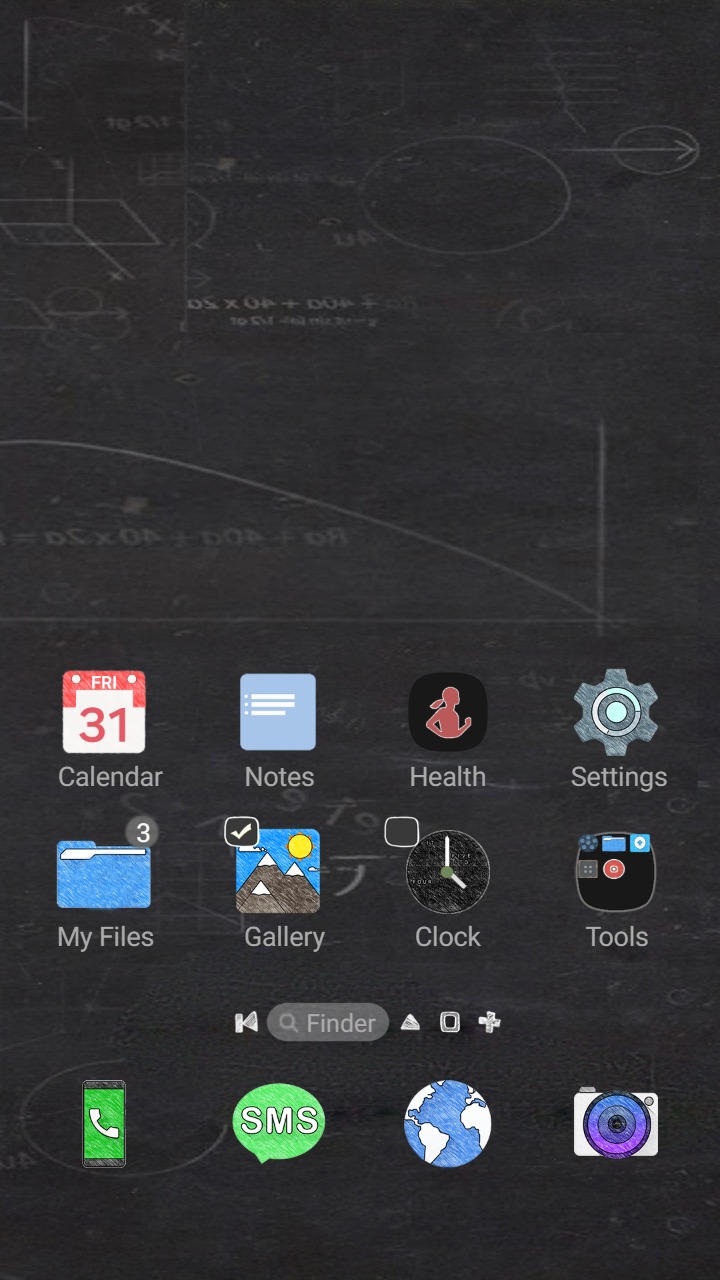 FRI
31
Calendar
Notes
Health
Settings
3
My Files
Gallery
Clock
Tools
Finder
SMS